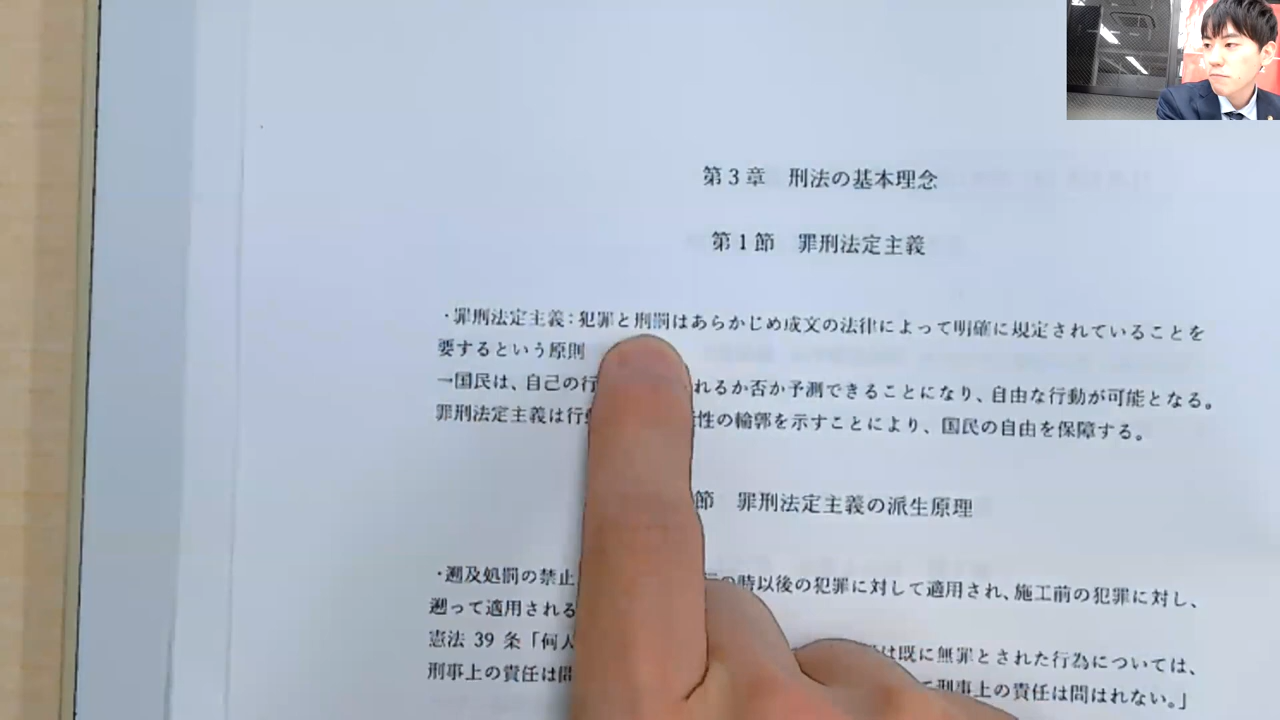 第3章 刑法の基本理念
第1節 罪刑法定主義
・罪刑法定主義：犯罪と刑罰はあらかじめ成文の法律によって明確に規定されていることを
要するという原則
→国民は、自己の行 れるか否か予測できることになり、自由な行動が可能となる。
罪刑法定主義は行 性の輪郭を示すことにより、国民の自由を保障する。
節 罪刑法定主義の派生原理
・遡及処罰の禁止 の時以後の犯罪に対して適用され、施工前の犯罪に対し、
遡って適用される
憲法 39 条「何人 は既に無罪とされた行為については、
刑事上の責任は問 て刑事上の責任は問はれない。」